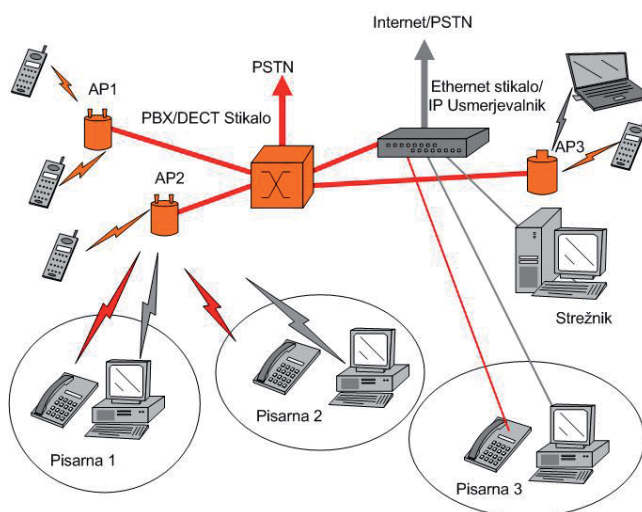 Internet/PSTN
PSTN
Ethernet stikalo/
IP Usmerjevalnik
AP1
PBX/DECT Stikalo
AP3
AP2
Strežnik
Pisarna 1
Pisarna 2
Pisarna 3